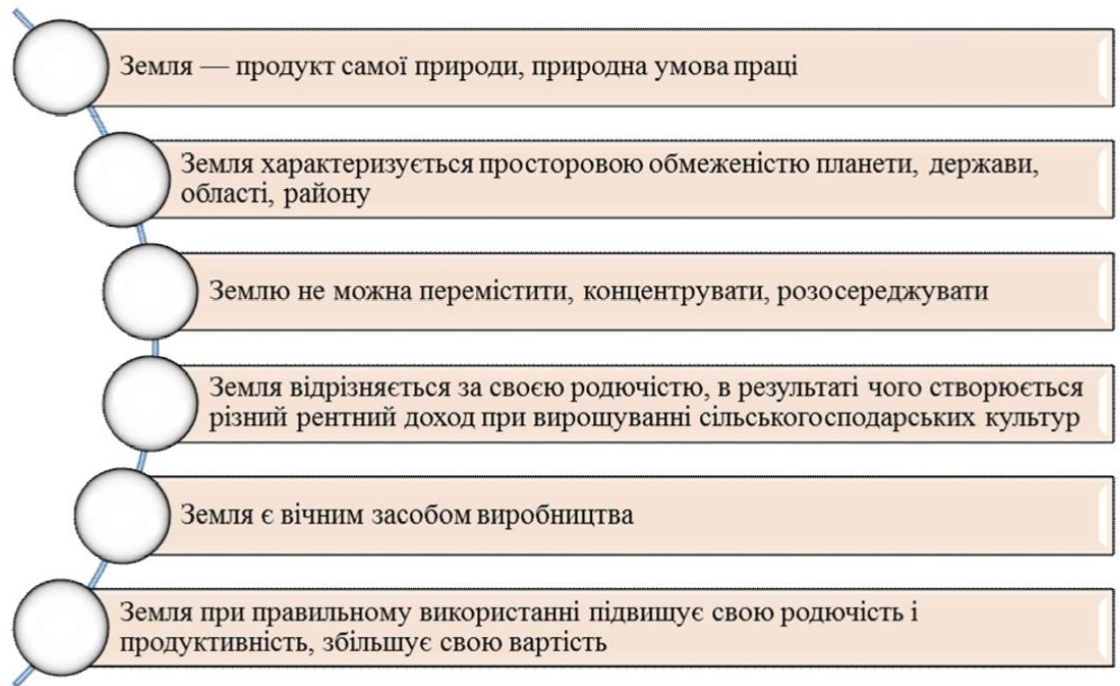 Земля — продукт самої природи, природна умова праці
Земля характеризується просторовою обмеженістю планети, держави,
області, району
Землю не можна перемістити, концентрувати, розосереджувати
Земля відрізняється за своєю родючістю, в результаті чого створюється
різний рентний доход при вирощуванні сільськогосподарських культур
Земля є вічним засобом виробництва
Земля при правильному використанні підвищує свою родючість і
продуктивність, збільшує свою вартість